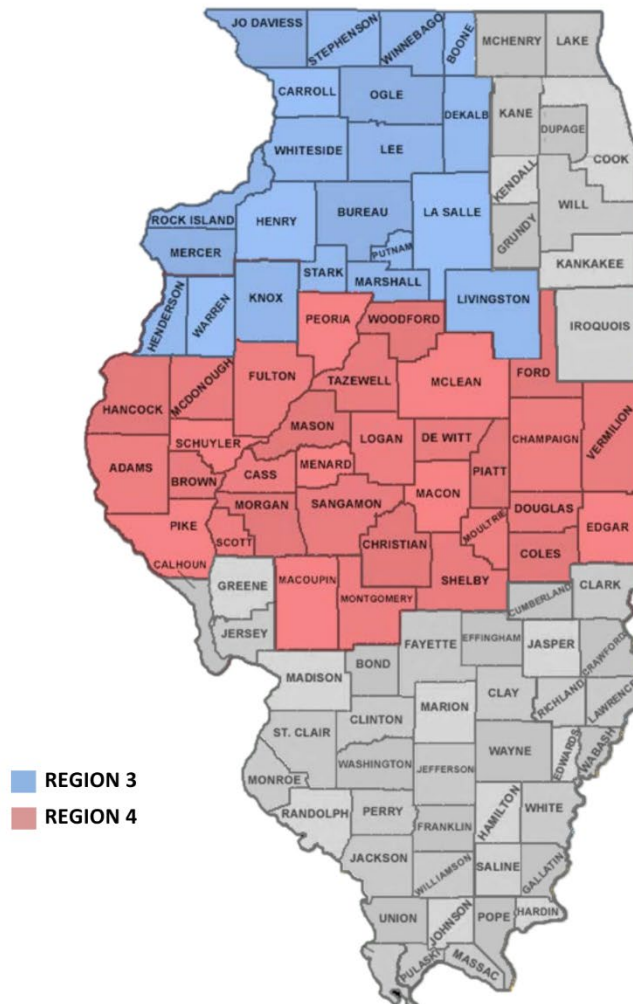 JO DAVIESS
STEPHENSON
WINNEBAGO
BOONE
MCHENRY
LAKE
CARROLL
OGLE
DEKALB
KANE
DUPAGE
COOK
WHITESIDE
LEE
KENDALL
WILL
ROCK ISLAND
HENRY
BUREAU
LA SALLE
GRUNDY
MERCER
PUTNAM
KANKAKEE
STARK
MARSHALL
HENDERSON
WARREN
KNOX
PEORIA
WOODFORD
LIVINGSTON
IROQUOIS
FORD
HANCOCK
MCDONOUGH
FULTON
TAZEWELL
MCLEAN
VERMILION
MASON
SCHUYLER
LOGAN
DE WITT
CHAMPAIGN
ADAMS
BROWN
CASS
MENARD
PIATT
MACON
MORGAN
SANGAMON
DOUGLAS
PIKE
SCOTT
CHRISTIAN
MOULTRIE
EDGAR
COLES
CALHOUN
GREENE
MACOUPIN
MONTGOMERY
SHELBY
CUMBERLAND
CLARK
JERSEY
FAYETTE
EFFINGHAM
JASPER
CRAWFORD
MADISON
BOND
CLAY
RICHLAND
LAWRENCE
MARION
ST. CLAIR
CLINTON
WAYNE
EDWARDS
WABASH
WASHINGTON
JEFFERSON
MONROE
REGION 3
REGION 4
RANDOLPH
PERRY
HAMILTON
WHITE
FRANKLIN
JACKSON
WILLIAMSON
SALINE
GALLATIN
UNION
JOHNSON
POPE
HARDIN
PULASKI
MASSAC